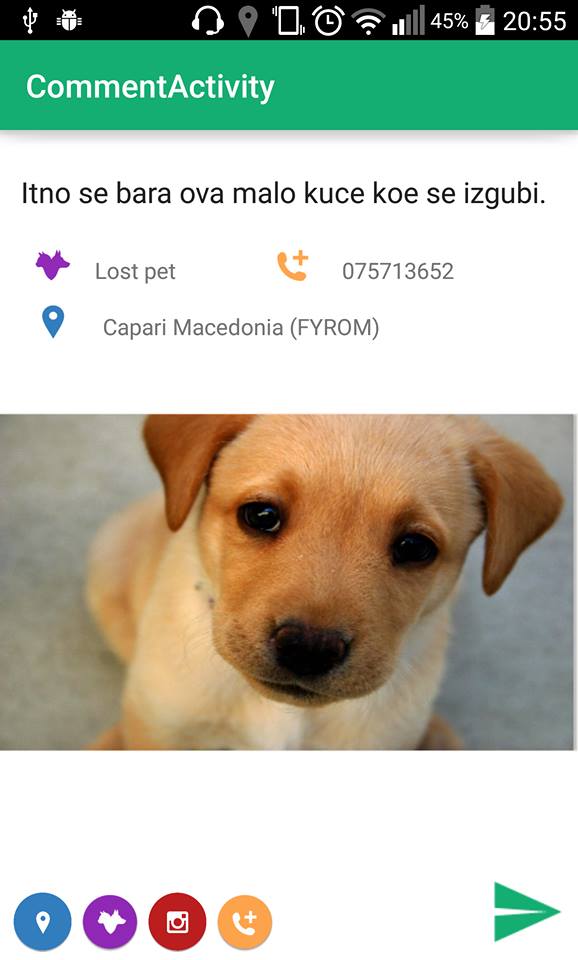 45% 20:55
CommentActivity
Itno se bara ova malo kuce koe se izgubi.
Lost pet 075713652
Capari Macedonia (FYROM)